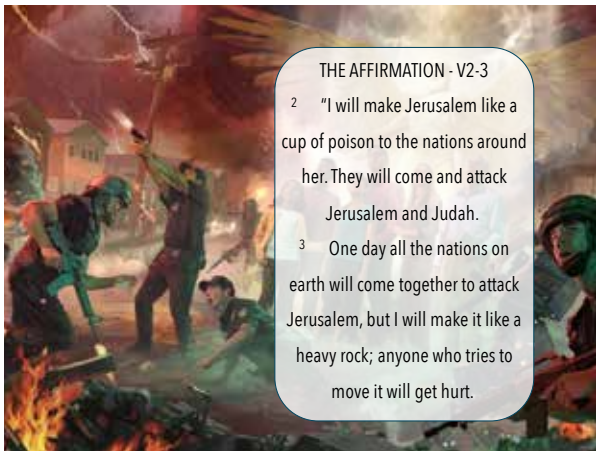 THE AFFIRMATION - V2-3
2 "I will make Jerusalem like a
cup of poison to the nations around
her. They will come and attack
Jerusalem and Judah.
3 One day all the nations on
earth will come together to attack
Jerusalem, but I will make it like a
heavy rock; anyone who tries to
move it will get hurt.